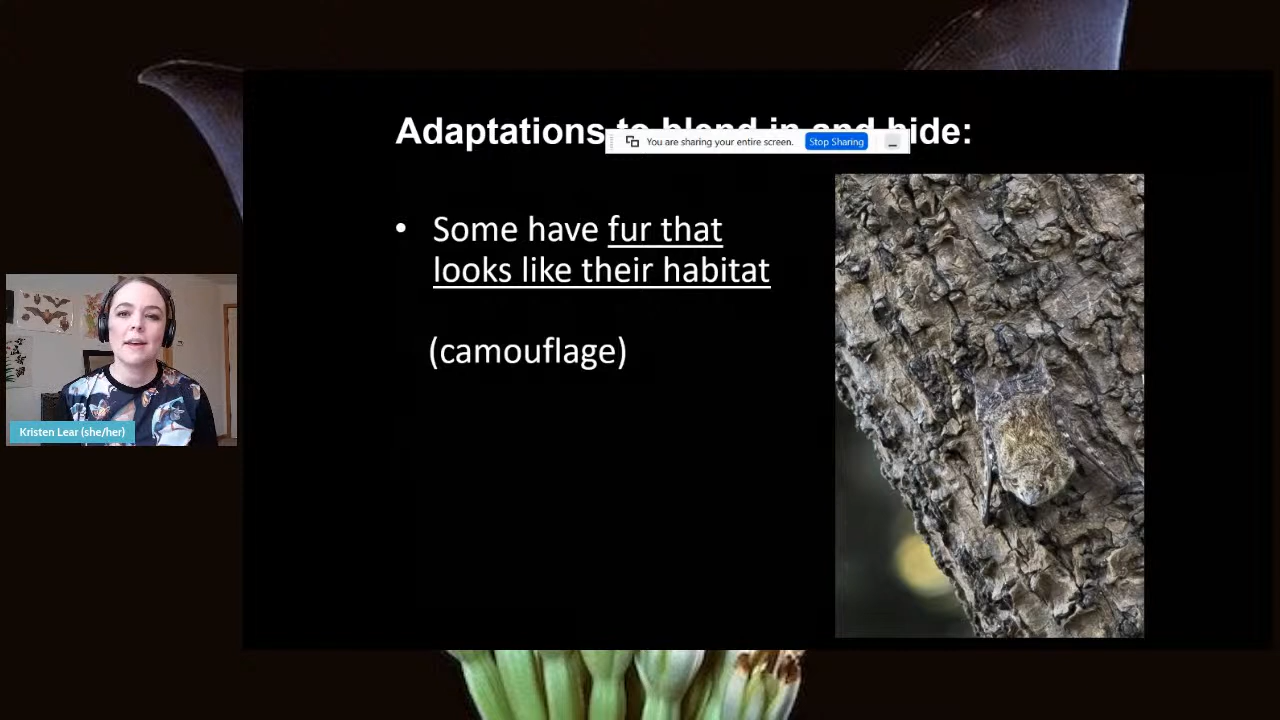 Adaptations to blend in and hide:
You are sharing your entire screen. Stop Sharing
• Some have fur that
looks like their habitat
(camouflage)
Kristen Lear (she/her)